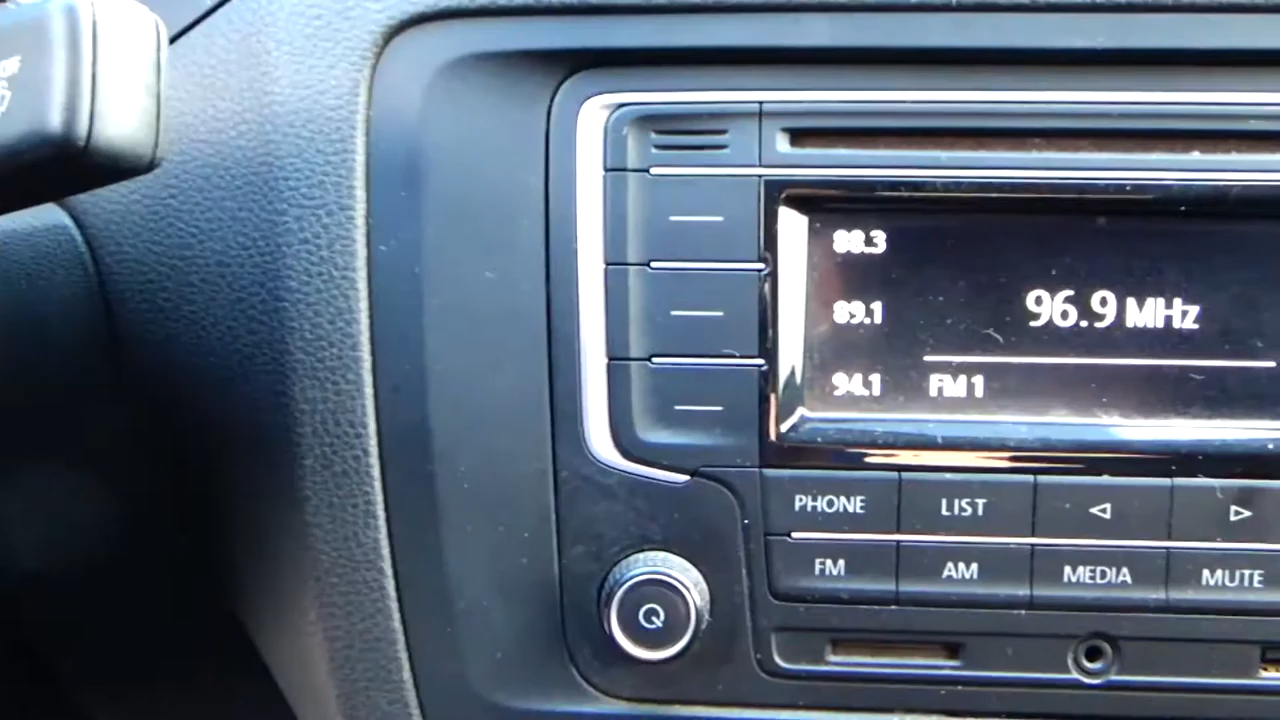 88.3
89.1
96.9 MHz
94.1
FM 1
PHONE
LIST
FM
AM
MEDIA
MUTE